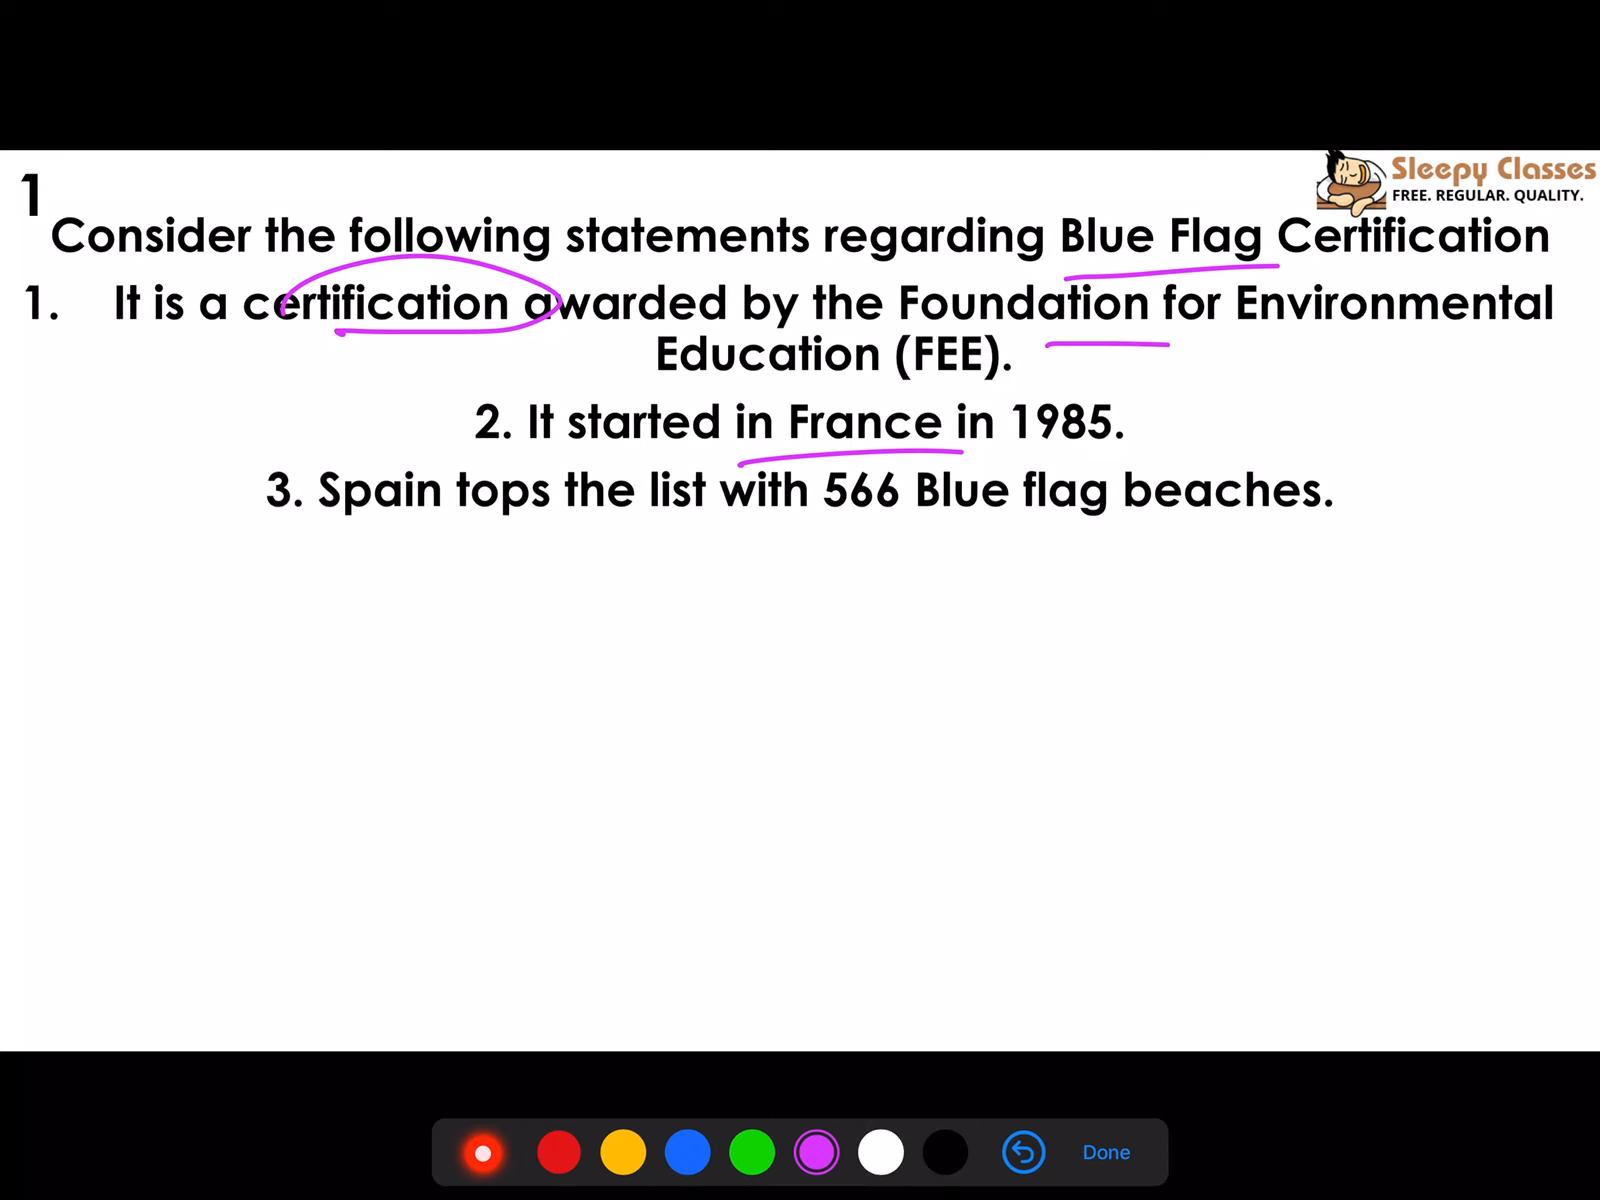 1
Sleepy Classes
FREE. REGULAR. QUALITY.
Consider the following statements regarding Blue Flag Certification
1. It is a certification awarded by the Foundation for Environmental
Education (FEE).
2. It started in France in 1985.
3. Spain tops the list with 566 Blue flag beaches.
Done